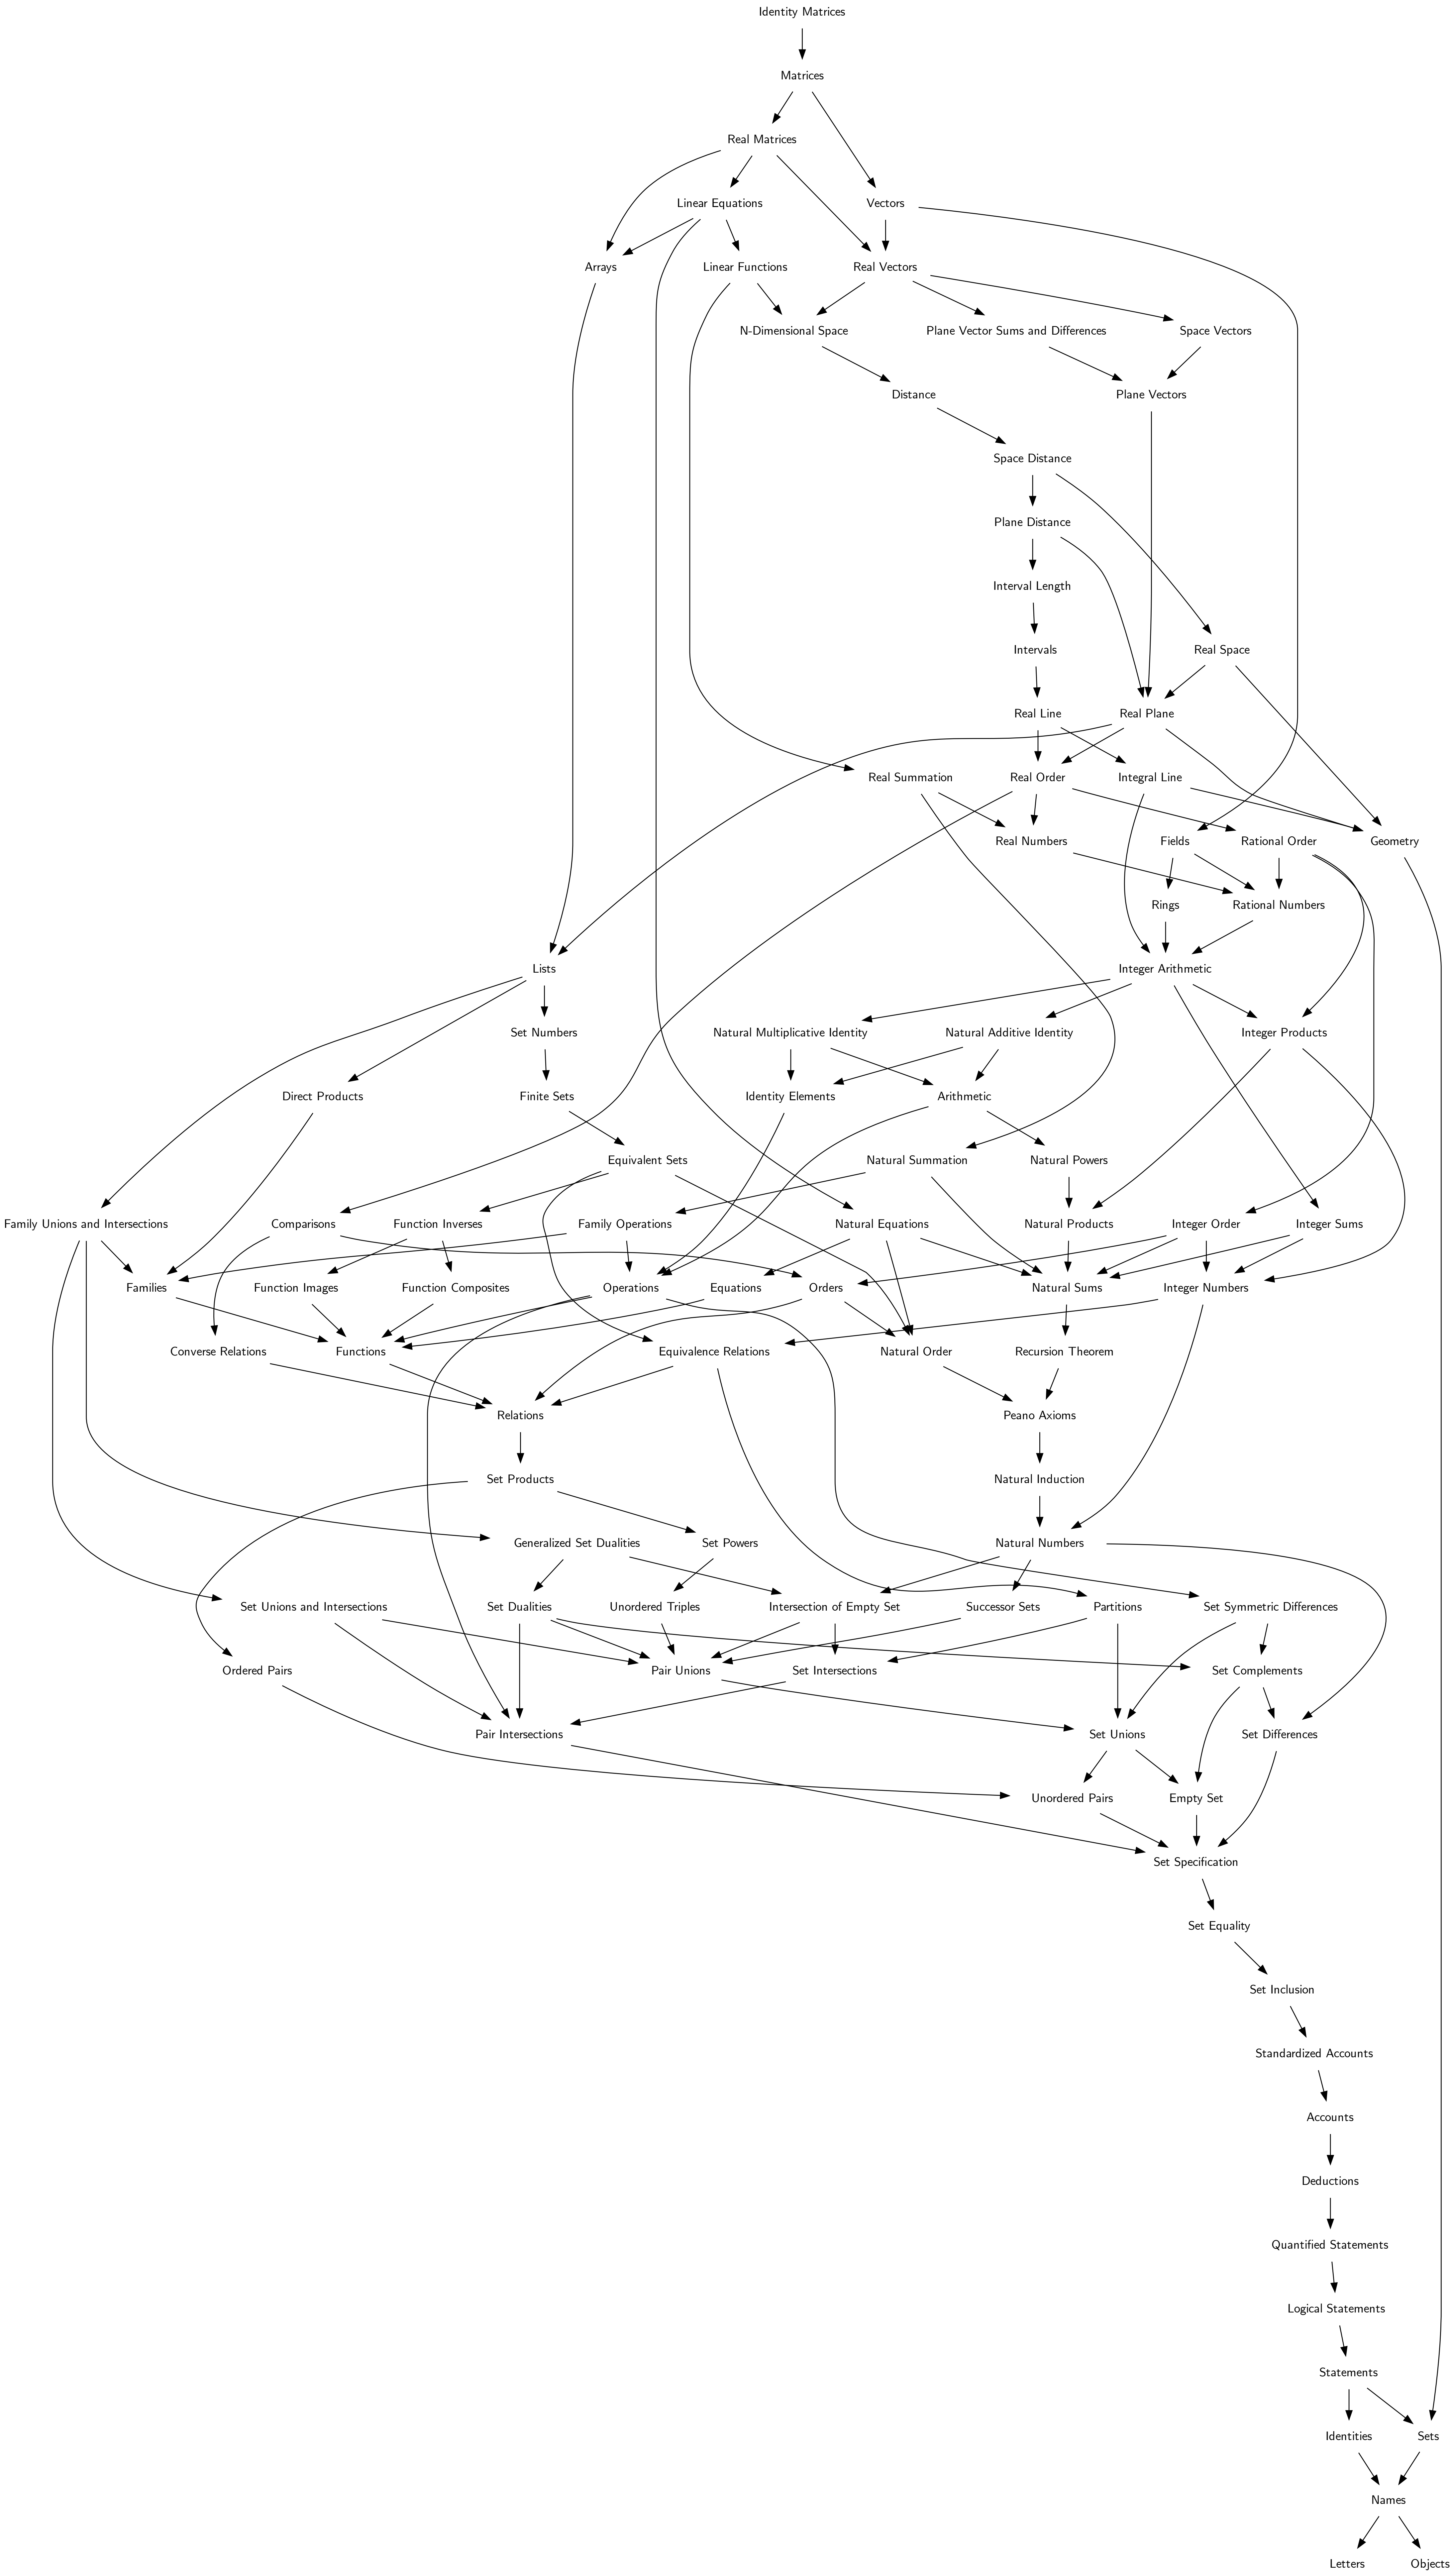 Identity Matrices
Matrices
Real Matrices
Linear Equations
Vectors
Arrays
Linear Functions
Real Vectors
N-Dimensional Space
Plane Vector Sums and Differences
Space Vectors
Distance
Plane Vectors
Space Distance
Plane Distance
Interval Length
Intervals
Real Space
Real Line
Real Plane
Real Summation
Real Order
Integral Line
Real Numbers
Fields
Rational Order
Geometry
Rings
Rational Numbers
Lists
Integer Arithmetic
Set Numbers
Natural Multiplicative Identity
Natural Additive Identity
Integer Products
Direct Products
Finite Sets
Identity Elements
Arithmetic
Equivalent Sets
Natural Summation
Natural Powers
Family Unions and Intersections
Comparisons
Function Inverses
Family Operations
Natural Equations
Natural Products
Integer Order
Integer Sums
Families
Function Images
Function Composites
Operations
Equations
Orders
Natural Sums
Integer Numbers
Converse Relations
Functions
Equivalence Relations
Natural Order
Recursion Theorem
Relations
Peano Axioms
Set Products
Natural Induction
Generalized Set Dualities
Set Powers
Natural Numbers
Set Unions and Intersections
Set Dualities
Unordered Triples
Intersection of Empty Set
Successor Sets
Partitions
Set Symmetric Differences
Ordered Pairs
Pair Unions
Set Intersections
Set Complements
Pair Intersections
Set Unions
Set Differences
Unordered Pairs
Empty Set
Set Specification
Set Equality
Set Inclusion
Standardized Accounts
Accounts
Deductions
Quantified Statements
Logical Statements
Statements
Identities
Sets
Names
Letters
Objects